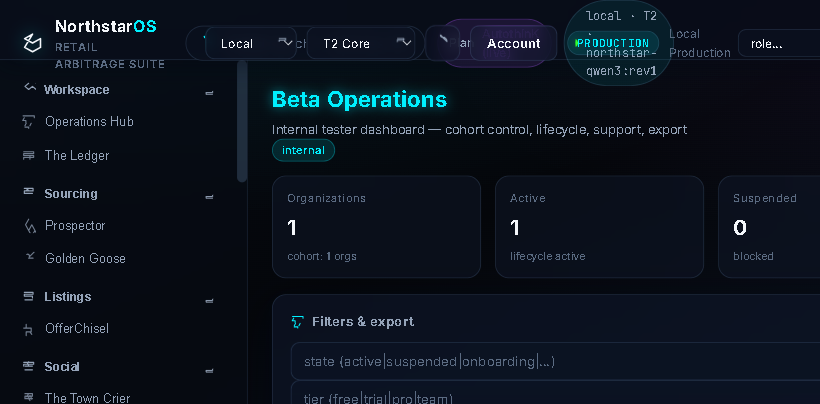 NorthstarOS
RETAIL
ARBITRAGE SUITE
Local
T2 Core
Account
local · T2
PRODUCTION
northstar-
qwen3:rev1
Local
Production
role...
Workspace
Operations Hub
The Ledger
Sourcing
Prospector
Golden Goose
Listings
OfferChisel
Social
The Town Crier
Beta Operations
Internal tester dashboard — cohort control, lifecycle, support, export
internal
Organizations
1
cohort: 1 orgs
Active
1
lifecycle active
Suspended
0
blocked
Filters & export
state (active|suspended|onboarding|...)
tier (free|trial|pro|team)